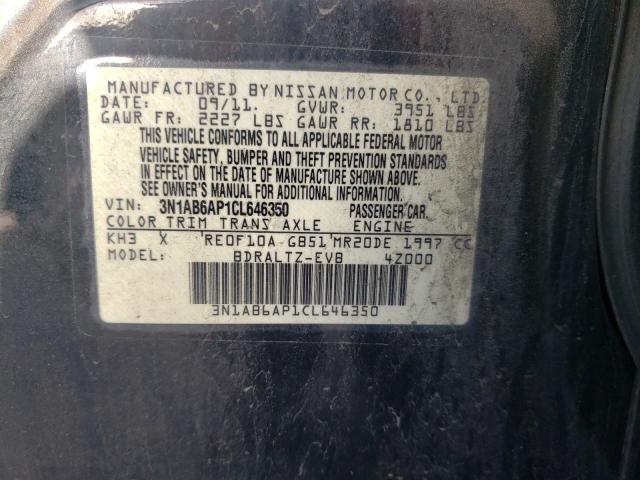 MANUFACTURED BY NISSAN MOTOR CO., LTD
DATE: 09/11. GVWR: 3951 LBS
GAWR FR: 2227 LBS GAWR RR: 1810 LBS
THIS VEHICLE CONFORMS TO ALL APPLICABLE FEDERAL MOTOR
VEHICLE SAFETY, BUMPER AND THEFT PREVENTION STANDARDS
IN EFFECT ON THE DATE OF MANUFACTURE SHOWN ABOVE.
SEE OWNER'S MANUAL FOR ADDITIONAL INFORMATION.
VIN: 3N1AB6AP1CL646350 PASSENGER CAR.
COLOR TRIM TRANS AXLE ENGINE
KH3 X RE0F10A GB51 MR20DE 1997 CC
MODEL: BDRALTZ-EVB 4Z000
3N1AB6AP1CL646350